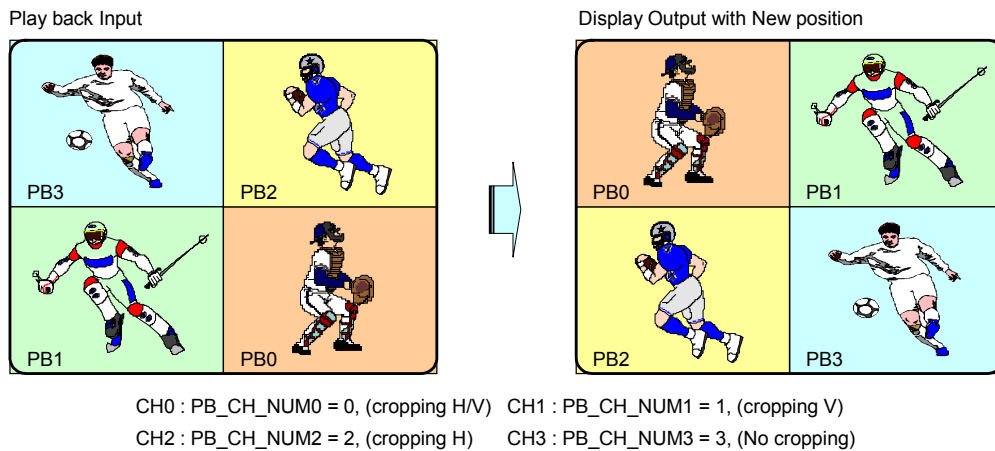 Play back Input
Display Output with New position
PB3
PB2
PB1
PB0
PB0
PB1
PB2
PB3
CH0 : PB_CH_NUM0 = 0, (cropping H/V) CH1 : PB_CH_NUM1 = 1, (cropping V)
CH2 : PB_CH_NUM2 = 2, (cropping H) CH3 : PB_CH_NUM3 = 3, (No cropping)